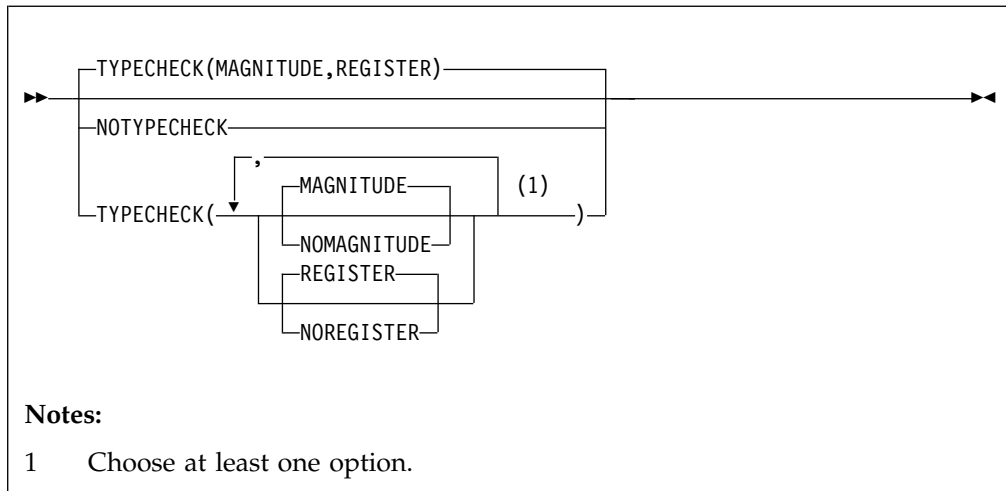 TYPECHECK(MAGNITUDE,REGISTER)
NOTYPECHECK
,
MAGNITUDE (1)
TYPECHECK( )
NOMAGNITUDE
REGISTER
NOREGISTER
Notes:
1 Choose at least one option.